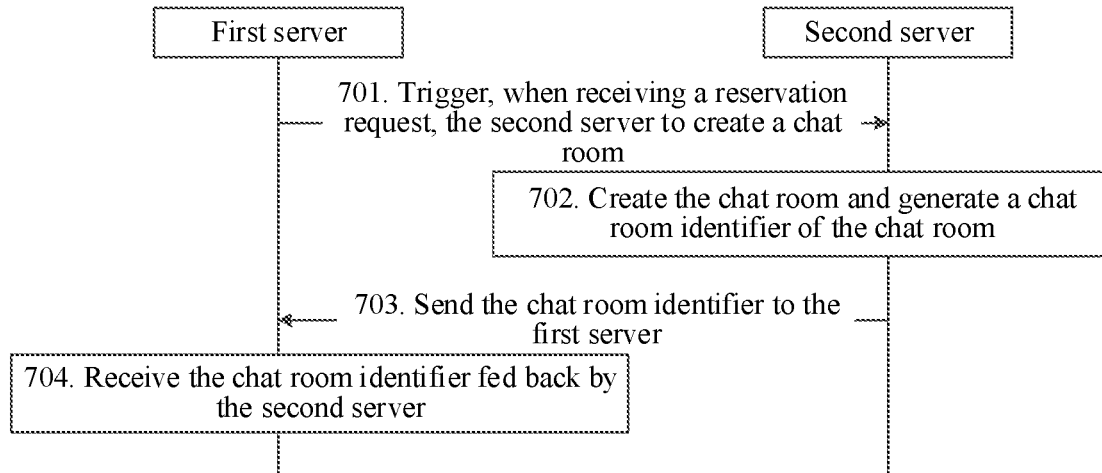 First server
Second server
701. Trigger, when receiving a reservation
request, the second server to create a chat
room
702. Create the chat room and generate a chat
room identifier of the chat room
703. Send the chat room identifier to the
first server
704. Receive the chat room identifier fed back by
the second server